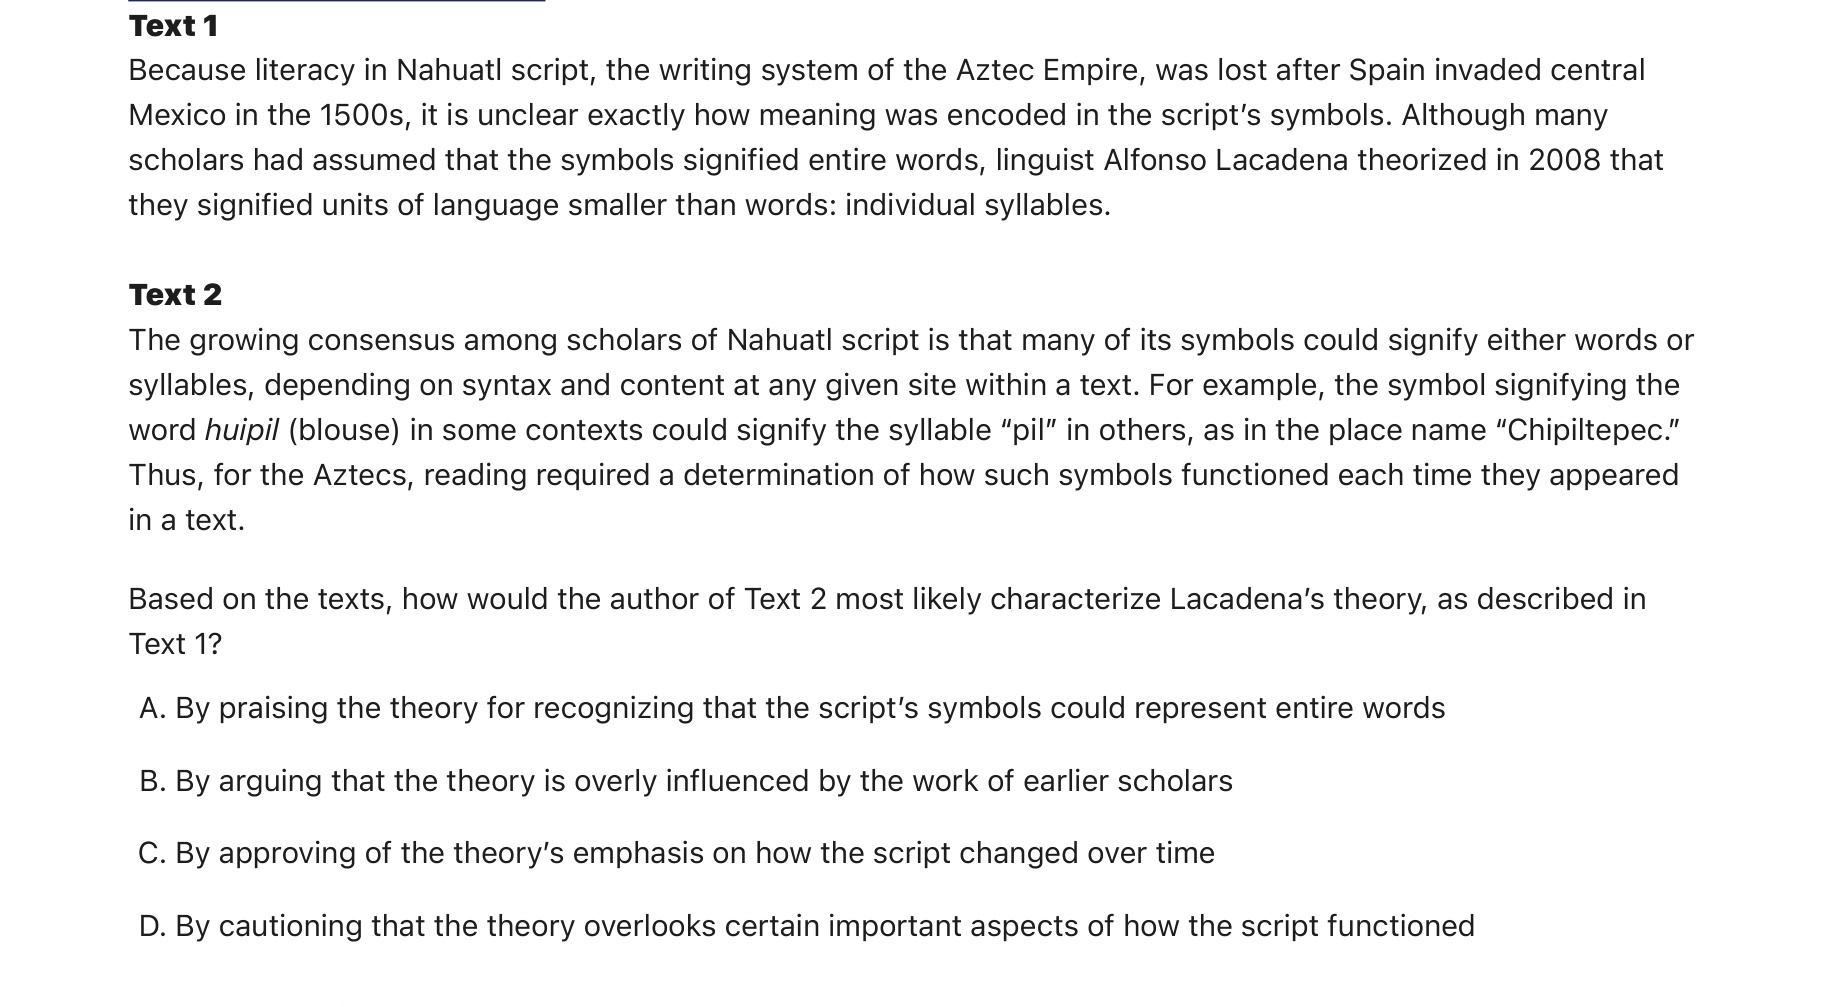 Text 1
Because literacy in Nahuatl script, the writing system of the Aztec Empire, was lost after Spain invaded central
Mexico in the 1500s, it is unclear exactly how meaning was encoded in the script’s symbols. Although many
scholars had assumed that the symbols signified entire words, linguist Alfonso Lacadena theorized in 2008 that
they signified units of language smaller than words: individual syllables.
Text 2
The growing consensus among scholars of Nahuatl script is that many of its symbols could signify either words or
syllables, depending on syntax and content at any given site within a text. For example, the symbol signifying the
word huipil (blouse) in some contexts could signify the syllable “pil” in others, as in the place name “Chipiltepec.”
Thus, for the Aztecs, reading required a determination of how such symbols functioned each time they appeared
in a text.
Based on the texts, how would the author of Text 2 most likely characterize Lacadena’s theory, as described in
Text 1?
A. By praising the theory for recognizing that the script’s symbols could represent entire words
B. By arguing that the theory is overly influenced by the work of earlier scholars
C. By approving of the theory’s emphasis on how the script changed over time
D. By cautioning that the theory overlooks certain important aspects of how the script functioned